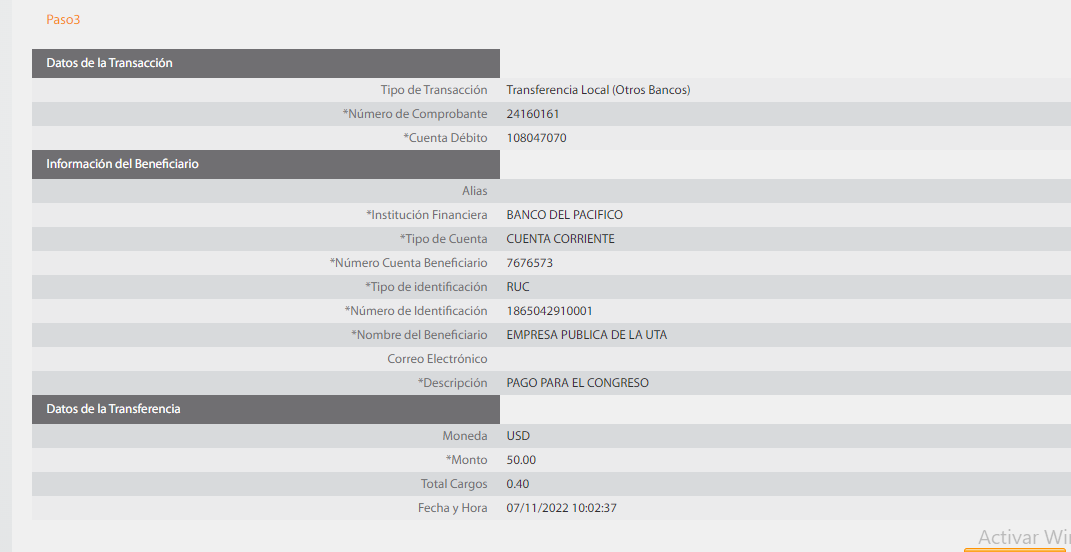 Paso3
Datos de la Transacción
Tipo de Transacción Transferencia Local (Otros Bancos)
*Número de Comprobante 24160161
*Cuenta Débito 108047070
Información del Beneficiario
Alias
*Institución Financiera BANCO DEL PACIFICO
*Tipo de Cuenta CUENTA CORRIENTE
*Número Cuenta Beneficiario 7676573
*Tipo de identificación RUC
*Número de Identificación 1865042910001
*Nombre del Beneficiario EMPRESA PUBLICA DE LA UTA
Correo Electrónico
*Descripción PAGO PARA EL CONGRESO
Datos de la Transferencia
Moneda USD
*Monto 50.00
Total Cargos 0.40
Fecha y Hora 07/11/2022 10:02:37
Activar Wi